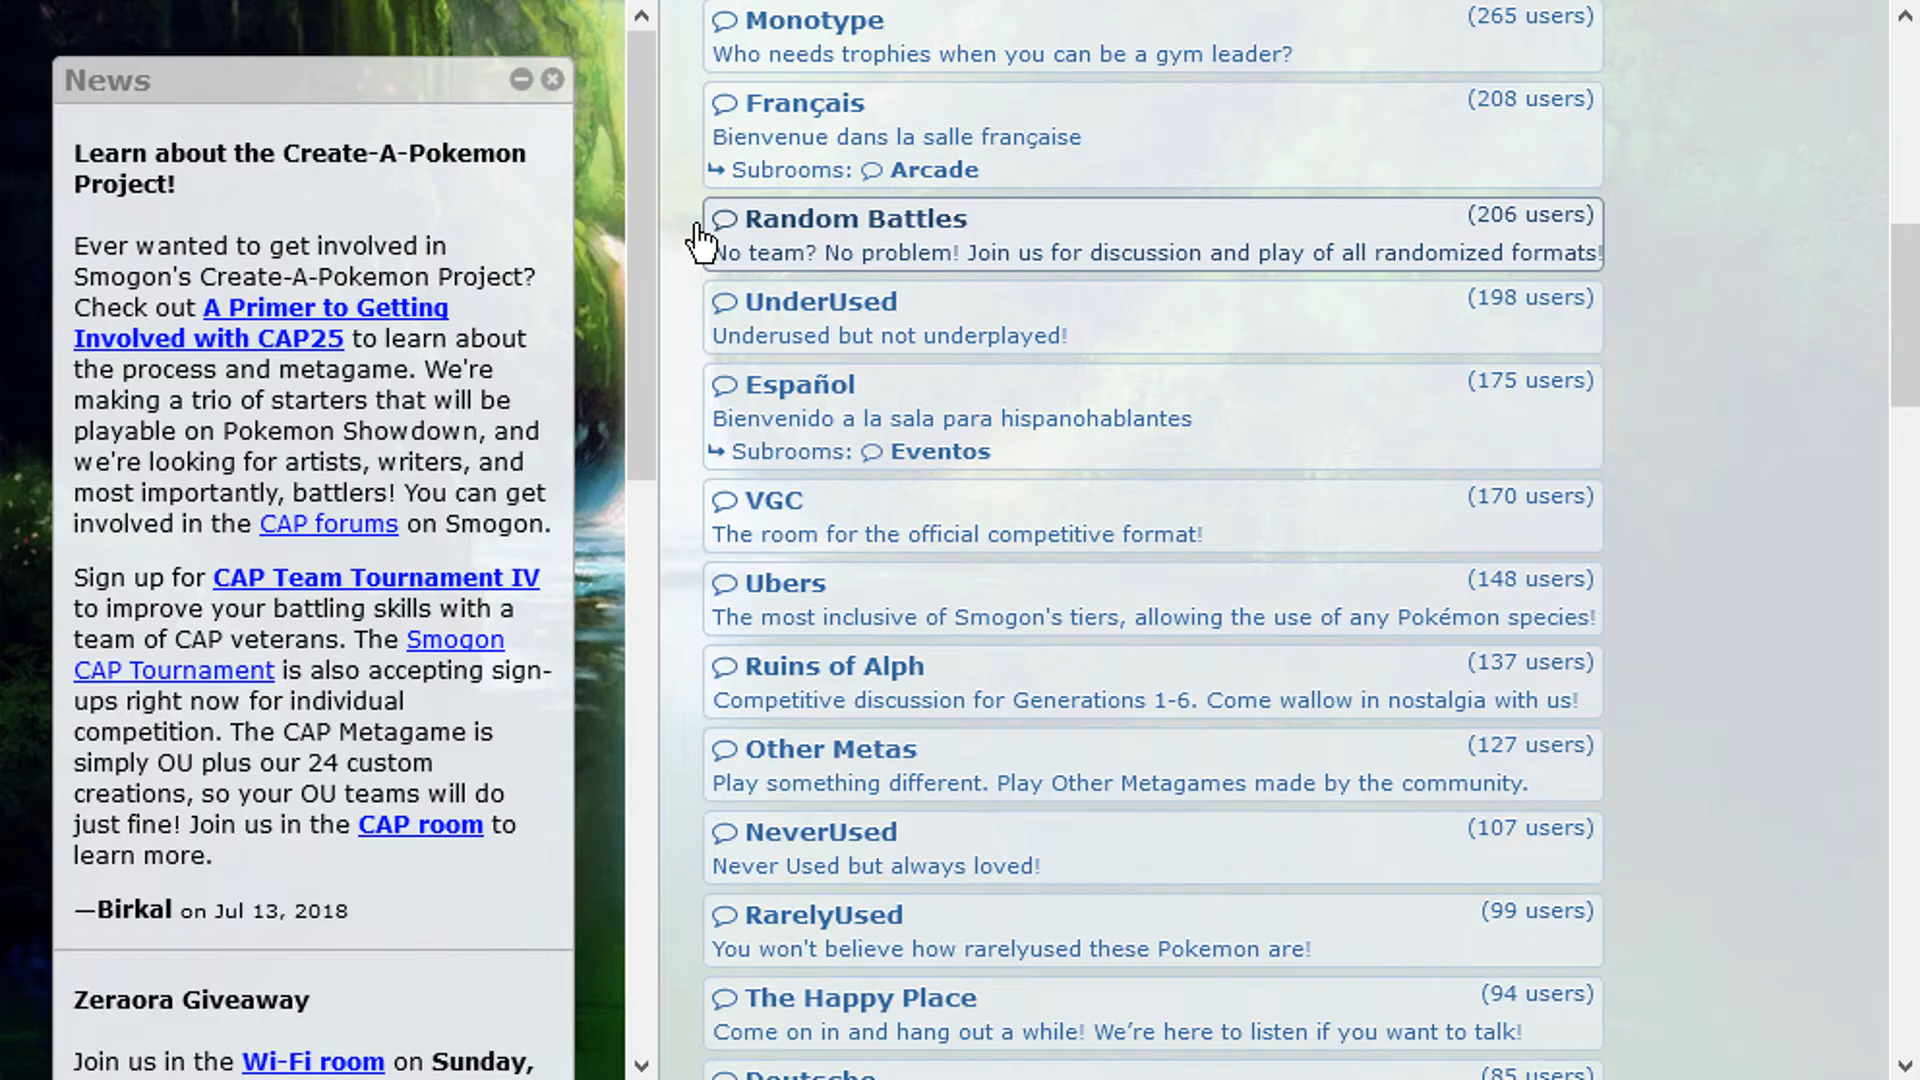 News
Learn about the Create-A-Pokemon
Project!
Ever wanted to get involved in
Smogon's Create-A-Pokemon Project?
Check out A Primer to Getting
Involved with CAP25 to learn about
the process and metagame. We're
making a trio of starters that will be
playable on Pokemon Showdown, and
we're looking for artists, writers, and
most importantly, battlers! You can get
involved in the CAP forums on Smogon.
Sign up for CAP Team Tournament IV
to improve your battling skills with a
team of CAP veterans. The Smogon
CAP Tournament is also accepting sign-
ups right now for individual
competition. The CAP Metagame is
simply OU plus our 24 custom
creations, so your OU teams will do
just fine! Join us in the CAP room to
learn more.
—Birkal on Jul 13, 2018
Zeraora Giveaway
Join us in the Wi-Fi room on Sunday,
Monotype (265 users)
Who needs trophies when you can be a gym leader?
Français (208 users)
Bienvenue dans la salle française
↳ Subrooms: Arcade
Random Battles (206 users)
No team? No problem! Join us for discussion and play of all randomized formats!
UnderUsed (198 users)
Underused but not underplayed!
Español (175 users)
Bienvenido a la sala para hispanohablantes
↳ Subrooms: Eventos
VGC (170 users)
The room for the official competitive format!
Ubers (148 users)
The most inclusive of Smogon's tiers, allowing the use of any Pokémon species!
Ruins of Alph (137 users)
Competitive discussion for Generations 1-6. Come wallow in nostalgia with us!
Other Metas (127 users)
Play something different. Play Other Metagames made by the community.
NeverUsed (107 users)
Never Used but always loved!
RarelyUsed (99 users)
You won't believe how rarelyused these Pokemon are!
The Happy Place (94 users)
Come on in and hang out a while! We’re here to listen if you want to talk!
Deutsche (85 users)